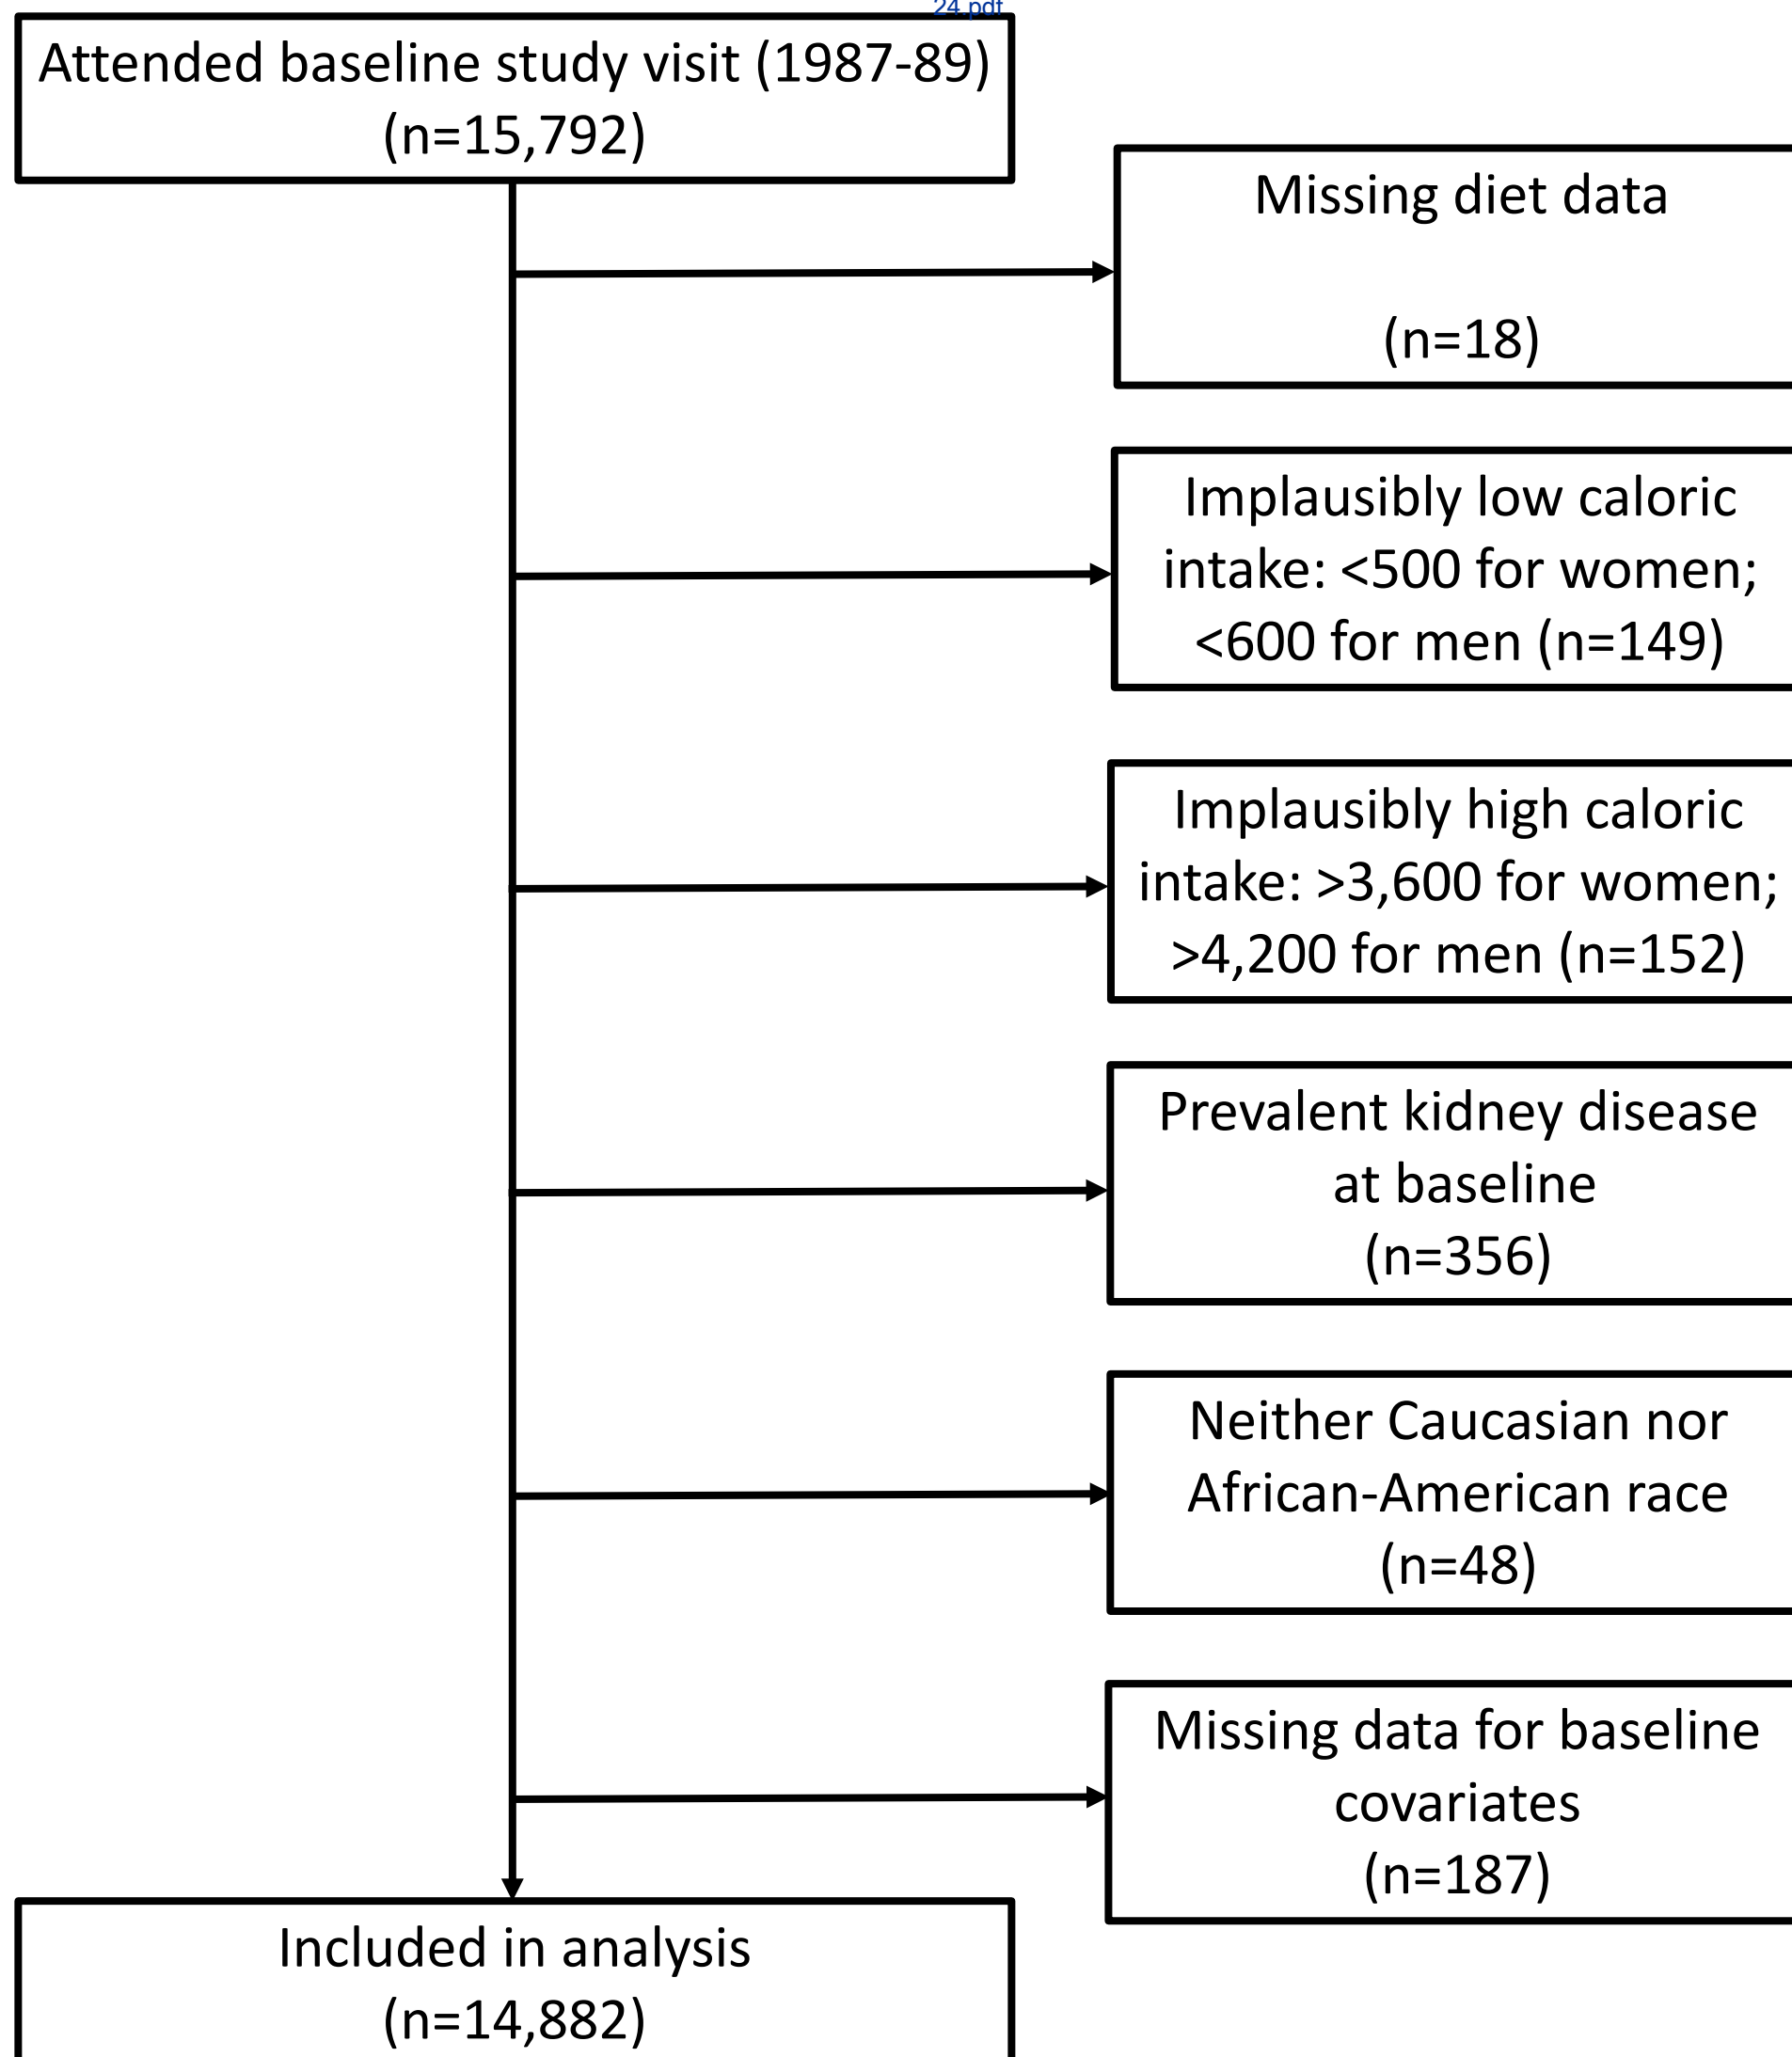 24.pdf
Attended baseline study visit (1987-89)
(n=15,792)
Missing diet data
(n=18)
Implausibly low caloric
intake: <500 for women;
<600 for men (n=149)
Implausibly high caloric
intake: >3,600 for women;
>4,200 for men (n=152)
Prevalent kidney disease
at baseline
(n=356)
Neither Caucasian nor
African-American race
(n=48)
Missing data for baseline
covariates
(n=187)
Included in analysis
(n=14,882)